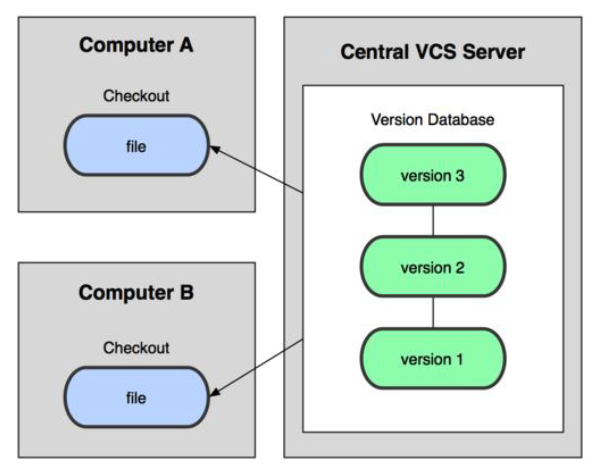 Computer A
Checkout
file
Computer B
Checkout
file
Central VCS Server
Version Database
version 3
version 2
version 1